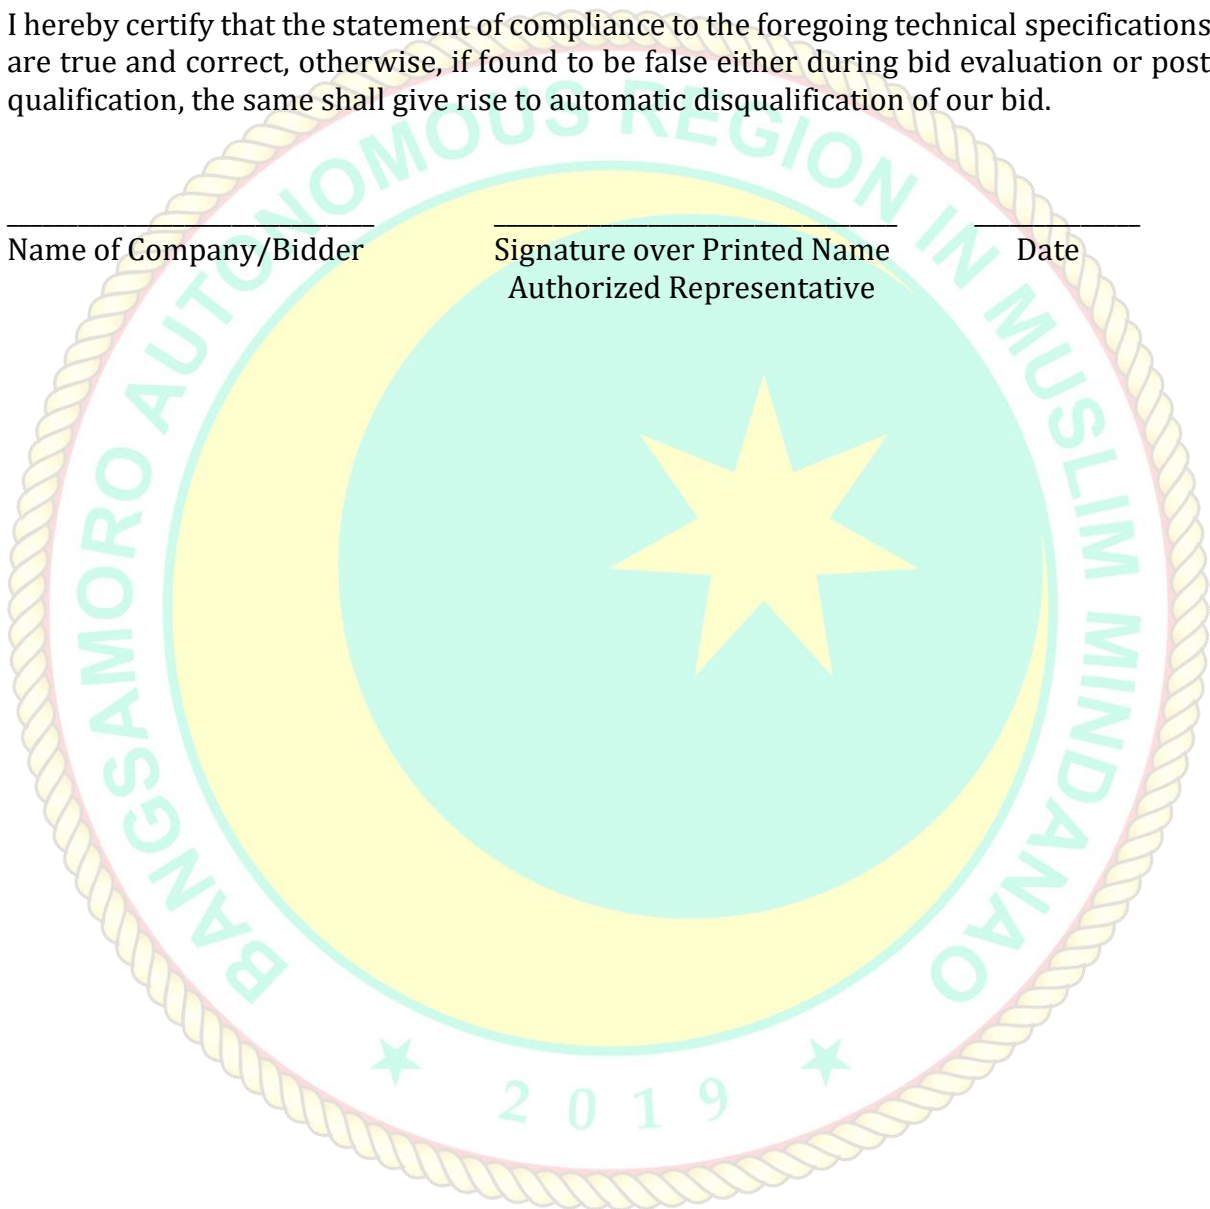 I hereby certify that the statement of compliance to the foregoing technical specifications
are true and correct, otherwise, if found to be false either during bid evaluation or post
qualification, the same shall give rise to automatic disqualification of our bid.
Name of Company/Bidder Signature over Printed Name Date
Authorized Representative
BANGSAMORO AUTONOMOUS REGION IN MUSLIM MINDANAO
2019